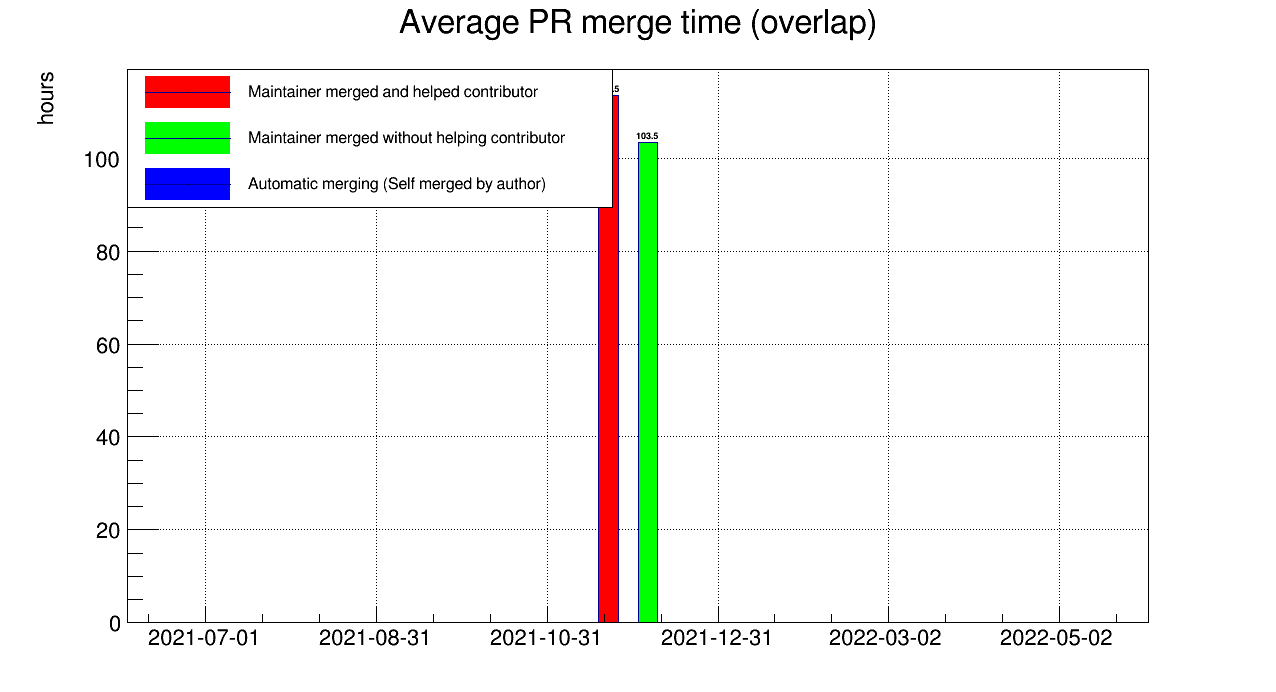 Average PR merge time (overlap)
hours
Maintainer merged and helped contributor
Maintainer merged without helping contributor
Automatic merging (Self merged by author)
.5
103.5
100
80
60
40
20
0
2021-07-01
2021-08-31
2021-10-31
2021-12-31
2022-03-02
2022-05-02